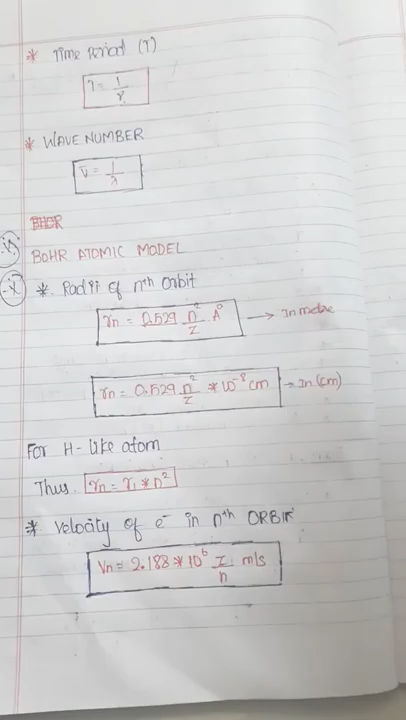 * Time Period (T)
T = 1/ν
* WAVE NUMBER
ν̄ = 1/λ
BOHR ATOMIC MODEL
* Radii of nth orbit
rn = 0.529 n²/Z A° → In metre
rn = 0.529 n²/Z * 10⁻⁸ cm → In (cm)
For H-like atom
Thus rn = r₁ * n²
* Velocity of e⁻ in nth ORBIT
Vn = 2.188 * 10⁶ Z/n m/s